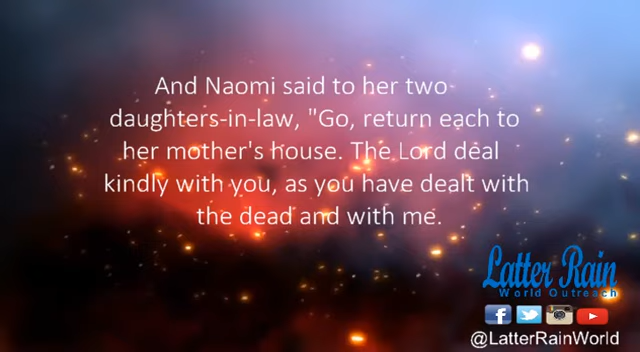 And Naomi said to her two
daughters-in-law, "Go, return each to
her mother's house. The Lord deal
kindly with you, as you have dealt with
the dead and with me.
Latter Rain
World Outreach
@LatterRainWorld